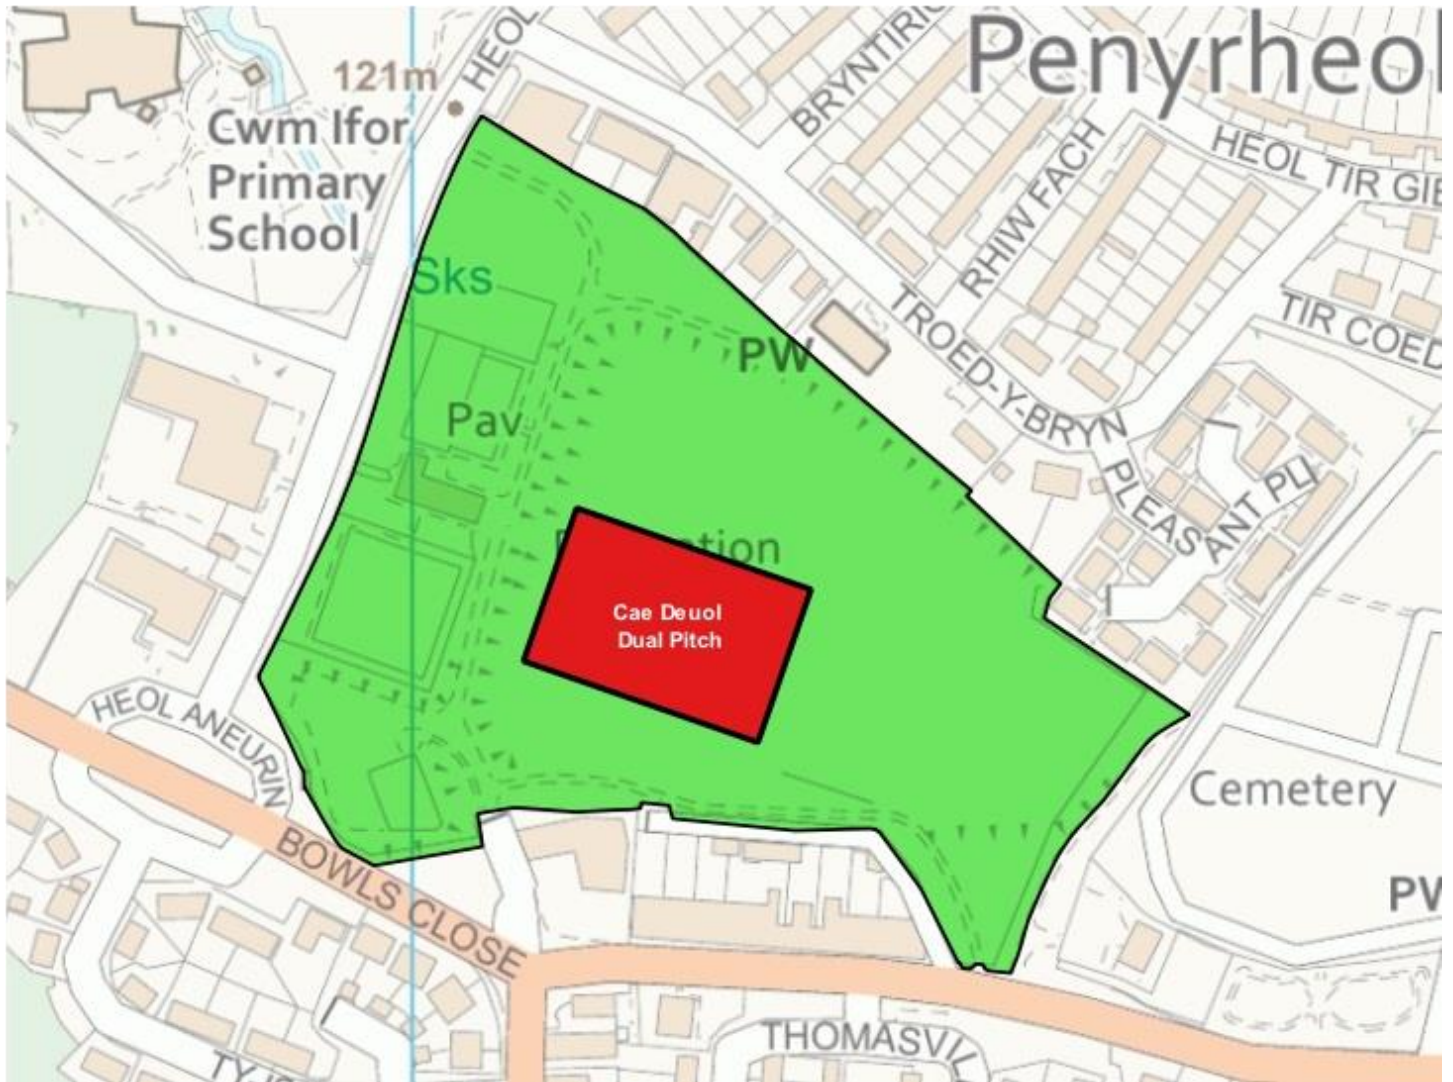 Penyrheol
HEOL
121m
Cwm Ifor
Primary
School
BRYNTIRIO
HEOL TIR GIB
RHIW FACH
TIR COED
Sks
PW
TROED-Y-BRYN
Pav
PLEASANT PL
Cae Deuol
Dual Pitch
HEOL ANEURIN
Cemetery
BOWLS CLOSE
PW
THOMASVILL